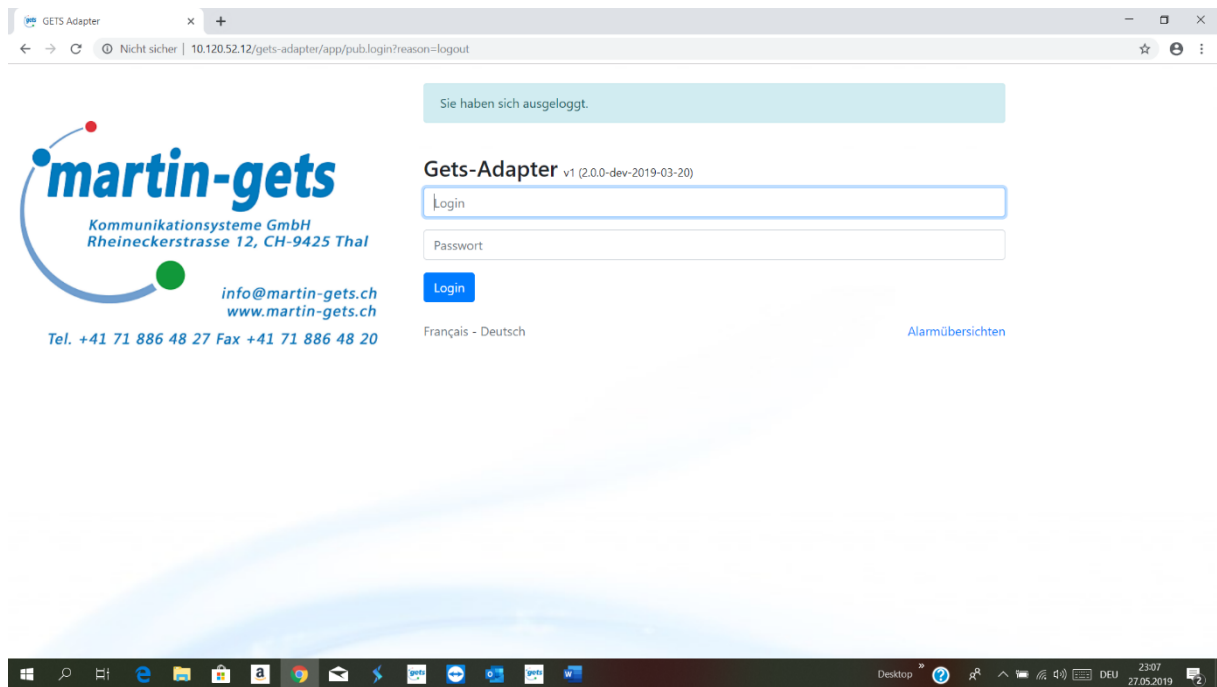 GETS Adapter
Nicht sicher | 10.120.52.12/gets-adapter/app/pub.login?reason=logout
Sie haben sich ausgeloggt.
martin-gets
Kommunikationsysteme GmbH
Rheineckerstrasse 12, CH-9425 Thal
info@martin-gets.ch
www.martin-gets.ch
Tel. +41 71 886 48 27 Fax +41 71 886 48 20
Gets-Adapter v1 (2.0.0-dev-2019-03-20)
Login
Passwort
Login
Français - Deutsch
Alarmübersichten
Desktop
DEU
23:07
27.05.2019